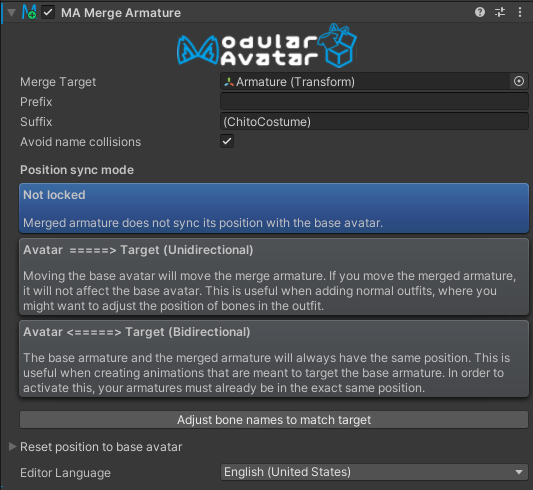 MA Merge Armature
Modular
Avatar
Merge Target
Armature (Transform)
Prefix
Suffix
(ChitoCostume)
Avoid name collisions
Position sync mode
Not locked
Merged armature does not sync its position with the base avatar.
Avatar =====> Target (Unidirectional)
Moving the base avatar will move the merge armature. If you move the merged armature,
it will not affect the base avatar. This is useful when adding normal outfits, where you
might want to adjust the position of bones in the outfit.
Avatar <=====> Target (Bidirectional)
The base armature and the merged armature will always have the same position. This is
useful when creating animations that are meant to target the base armature. In order to
activate this, your armatures must already be in the exact same position.
Adjust bone names to match target
Reset position to base avatar
Editor Language
English (United States)